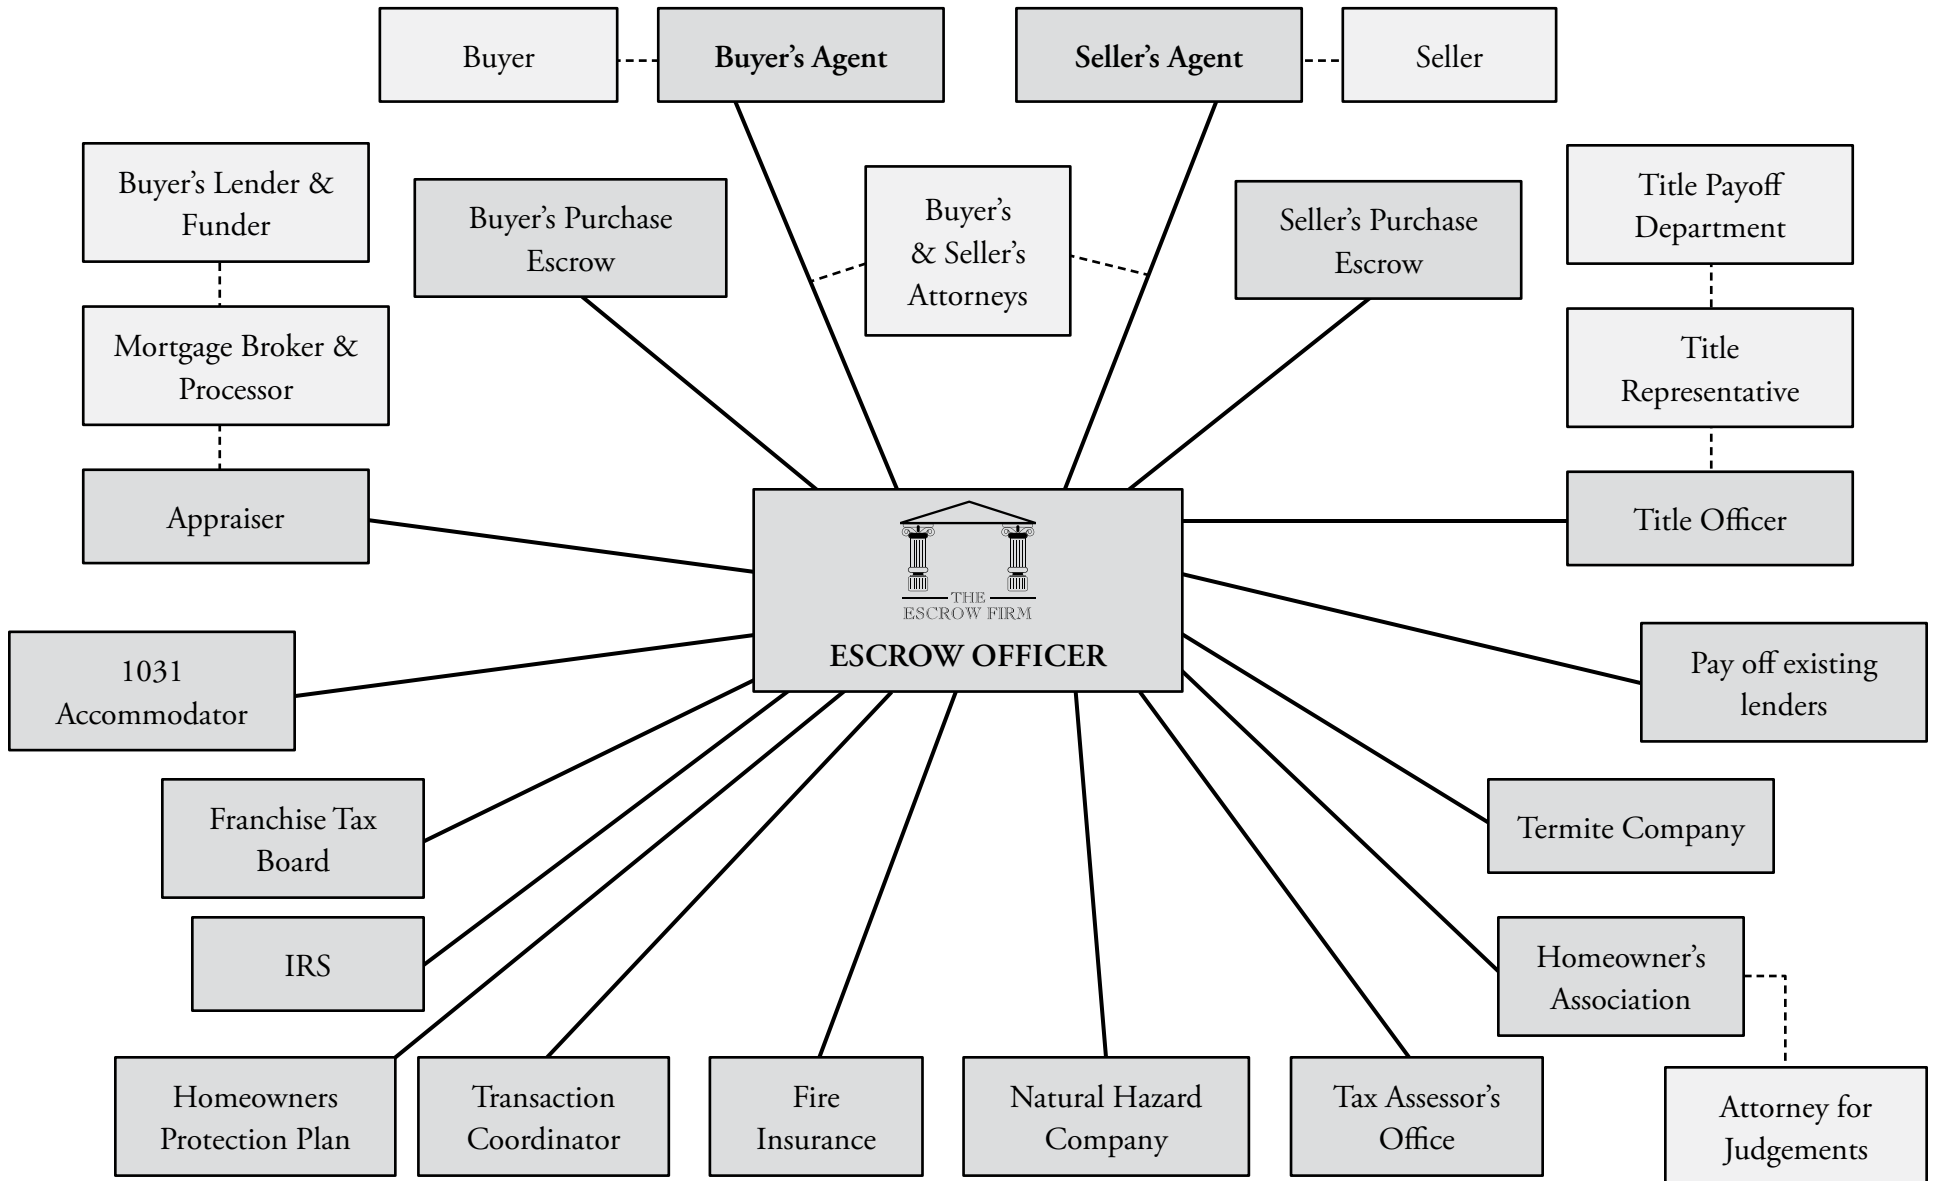 Buyer
Buyer’s Agent
Seller’s Agent
Seller
Buyer’s Lender &
Funder
Buyer’s Purchase
Escrow
Buyer’s
& Seller’s
Attorneys
Seller’s Purchase
Escrow
Title Payoff
Department
Mortgage Broker &
Processor
Title
Representative
Appraiser
Title Officer
THE
ESCROW FIRM
ESCROW OFFICER
1031
Accommodator
Pay off existing
lenders
Franchise Tax
Board
Termite Company
IRS
Homeowner’s
Association
Homeowners
Protection Plan
Transaction
Coordinator
Fire
Insurance
Natural Hazard
Company
Tax Assessor’s
Office
Attorney for
Judgements